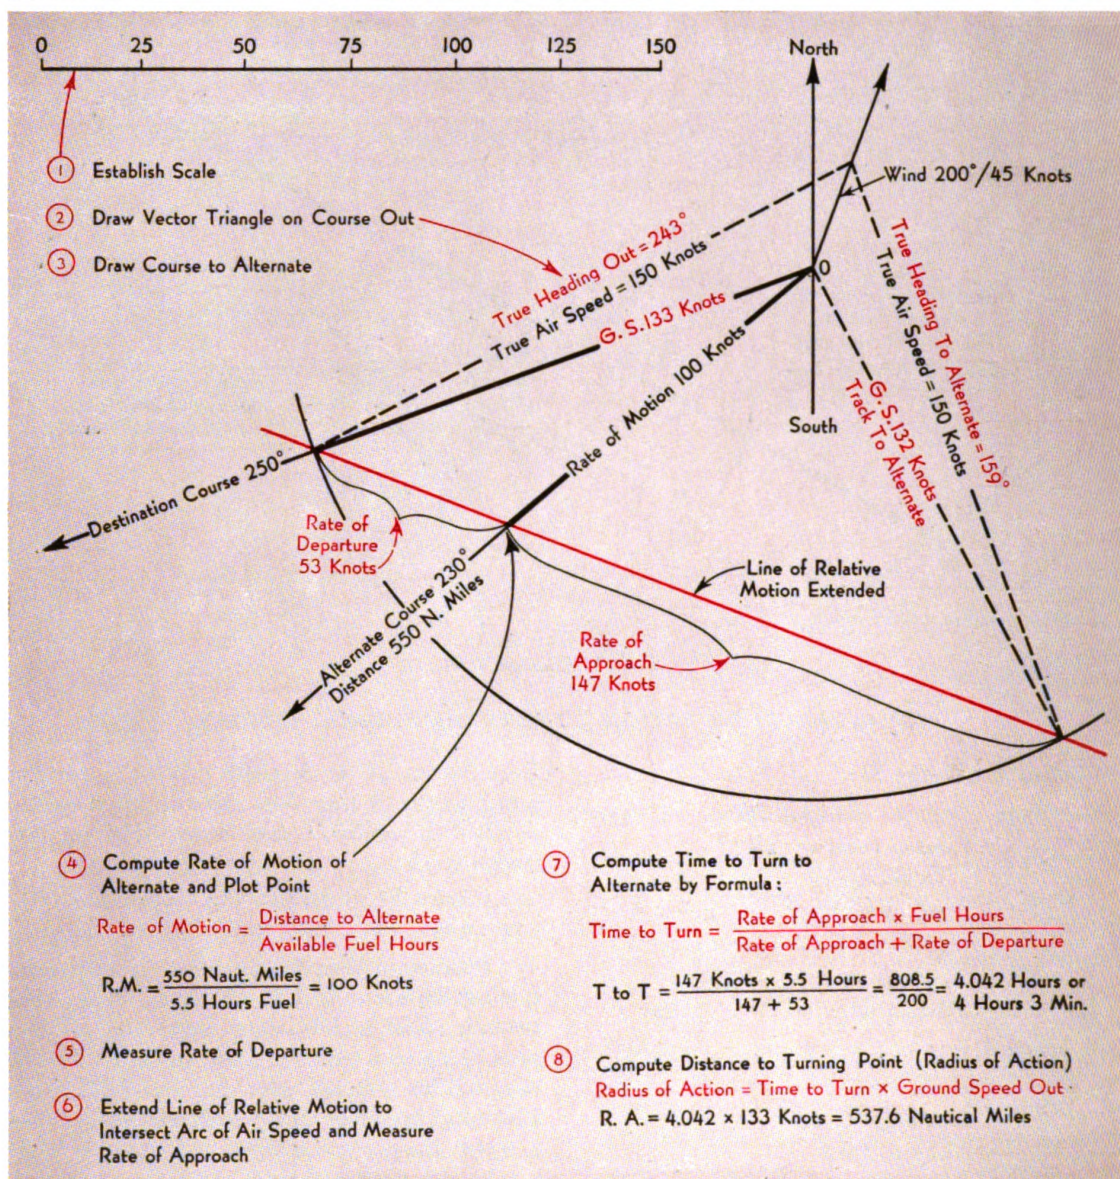 0 25 50 75 100 125 150
North
① Establish Scale
② Draw Vector Triangle on Course Out
③ Draw Course to Alternate
Wind 200°/45 Knots
True Heading Out = 243°
True Air Speed = 150 Knots
G.S. 133 Knots
0
Rate of Motion 100 Knots
South
True Heading To Alternate = 159°
True Air Speed = 150 Knots
G.S. 132 Knots
Track To Alternate
Destination Course 250°
Rate of
Departure
53 Knots
Alternate Course 230°
Distance 550 N. Miles
Line of Relative
Motion Extended
Rate of
Approach
147 Knots
④ Compute Rate of Motion of
Alternate and Plot Point
Rate of Motion = Distance to Alternate
Available Fuel Hours
R.M. = 550 Naut. Miles = 100 Knots
5.5 Hours Fuel
⑤ Measure Rate of Departure
⑥ Extend Line of Relative Motion to
Intersect Arc of Air Speed and Measure
Rate of Approach
⑦ Compute Time to Turn to
Alternate by Formula:
Time to Turn = Rate of Approach x Fuel Hours
Rate of Approach + Rate of Departure
T to T = 147 Knots x 5.5 Hours = 808.5 = 4.042 Hours or
147 + 53 200 4 Hours 3 Min.
⑧ Compute Distance to Turning Point (Radius of Action)
Radius of Action = Time to Turn × Ground Speed Out
R. A. = 4.042 × 133 Knots = 537.6 Nautical Miles